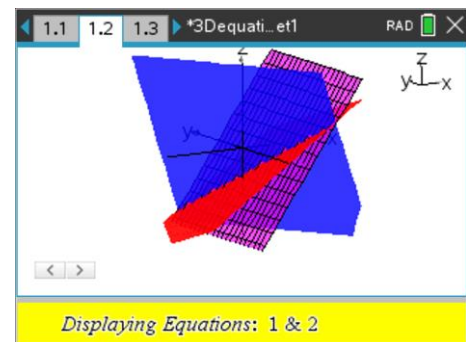 1.1 1.2 1.3 *3Dequati...et1 RAD
z
z
y x
y
x
Displaying Equations: 1 & 2